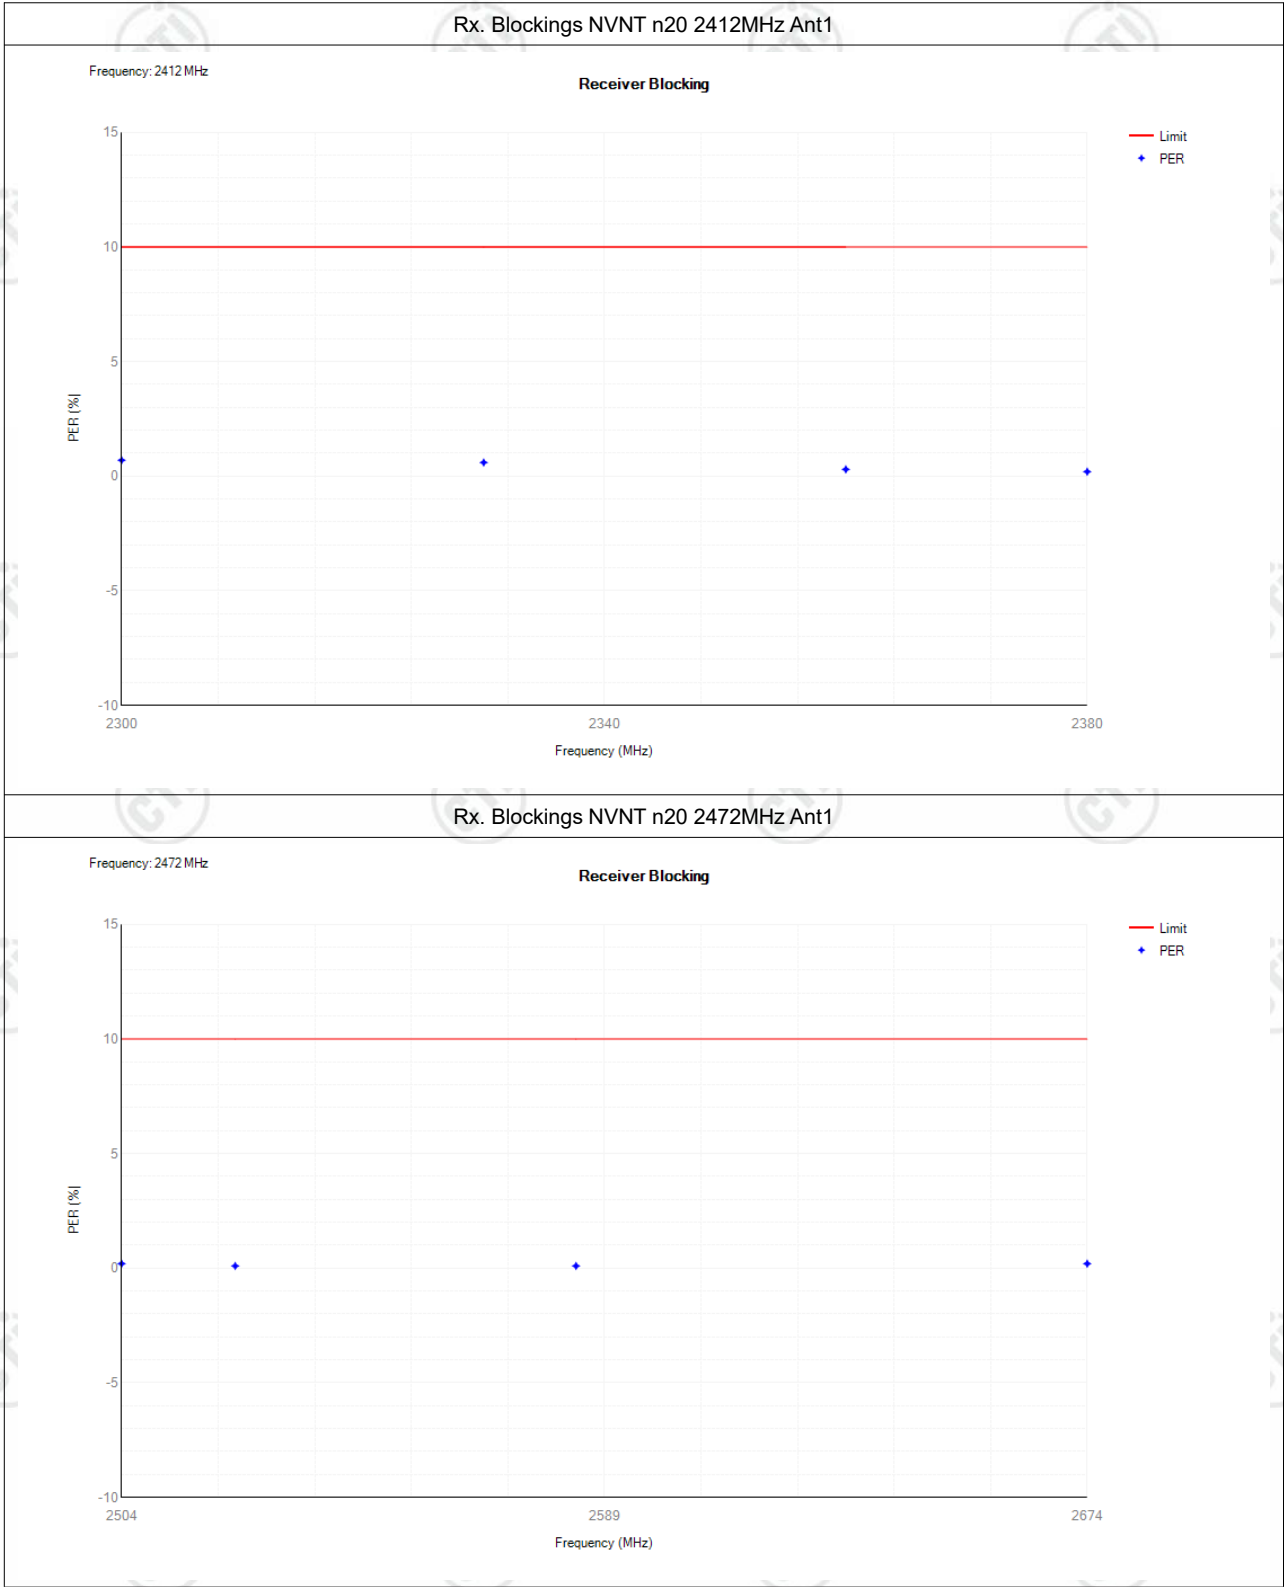 Rx. Blockings NVNT n20 2412MHz Ant1
Frequency: 2412 MHz
Receiver Blocking
15
10
5
0
-5
-10
PER (%)
2300
2340
2380
Frequency (MHz)
Limit
PER
Rx. Blockings NVNT n20 2472MHz Ant1
Frequency: 2472 MHz
Receiver Blocking
15
10
5
0
-5
-10
PER (%)
2504
2589
2674
Frequency (MHz)
Limit
PER